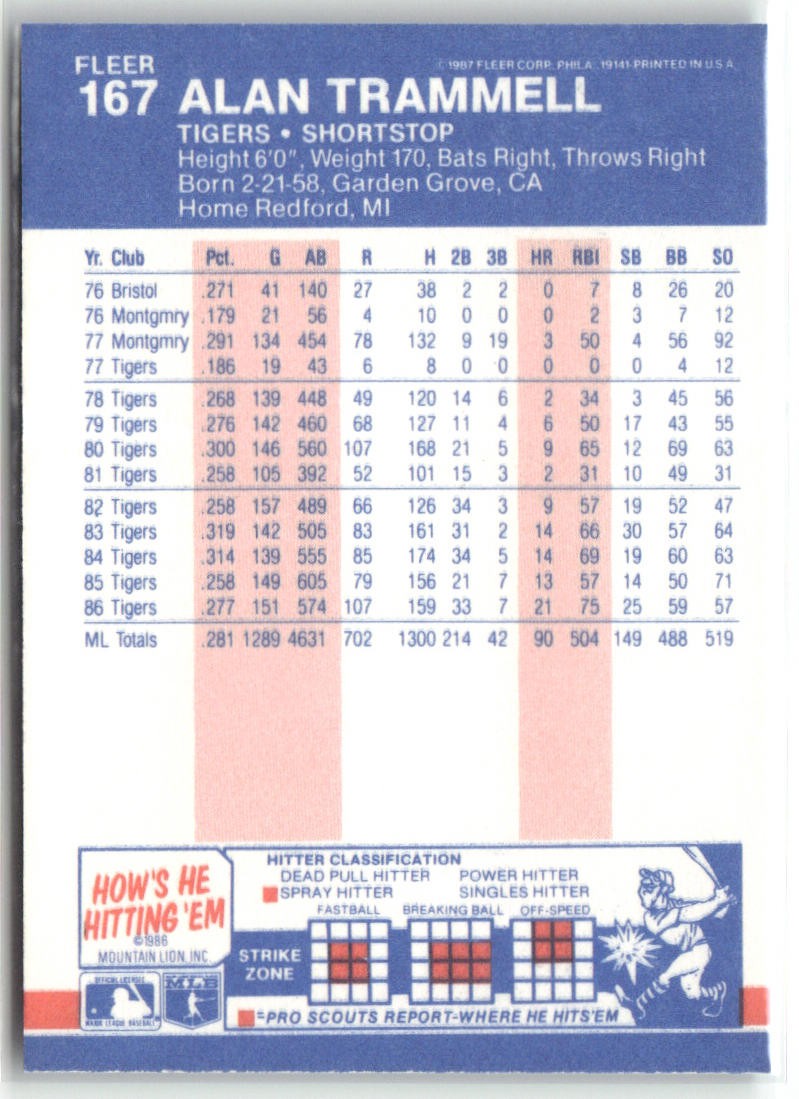 FLEER © 1987 FLEER CORP. PHILA. 19141-PRINTED IN U.S.A.
167 ALAN TRAMMELL
TIGERS • SHORTSTOP
Height 6'0", Weight 170, Bats Right, Throws Right
Born 2-21-58, Garden Grove, CA
Home Redford, MI
Yr. Club Pct. G AB R H 2B 3B HR RBI SB BB SO
76 Bristol .271 41 140 27 38 2 2 0 7 8 26 20
76 Montgmry .179 21 56 4 10 0 0 0 2 3 7 12
77 Montgmry .291 134 454 78 132 9 19 3 50 4 56 92
77 Tigers .186 19 43 6 8 0 0 0 0 0 4 12
78 Tigers .268 139 448 49 120 14 6 2 34 3 45 56
79 Tigers .276 142 460 68 127 11 4 6 50 17 43 55
80 Tigers .300 146 560 107 168 21 5 9 65 12 69 63
81 Tigers .258 105 392 52 101 15 3 2 31 10 49 31
82 Tigers .258 157 489 66 126 34 3 9 57 19 52 47
83 Tigers .319 142 505 83 161 31 2 14 66 30 57 64
84 Tigers .314 139 555 85 174 34 5 14 69 19 60 63
85 Tigers .258 149 605 79 156 21 7 13 57 14 50 71
86 Tigers .277 151 574 107 159 33 7 21 75 25 59 57
ML Totals .281 1289 4631 702 1300 214 42 90 504 149 488 519
HOW'S HE
HITTING 'EM
©1986
MOUNTAIN LION, INC.
HITTER CLASSIFICATION
DEAD PULL HITTER POWER HITTER
SPRAY HITTER SINGLES HITTER
FASTBALL BREAKING BALL OFF-SPEED
STRIKE
ZONE
=PRO SCOUTS REPORT-WHERE HE HITS'EM
OFFICIAL LICENSEE
MAJOR LEAGUE BASEBALL
MLB